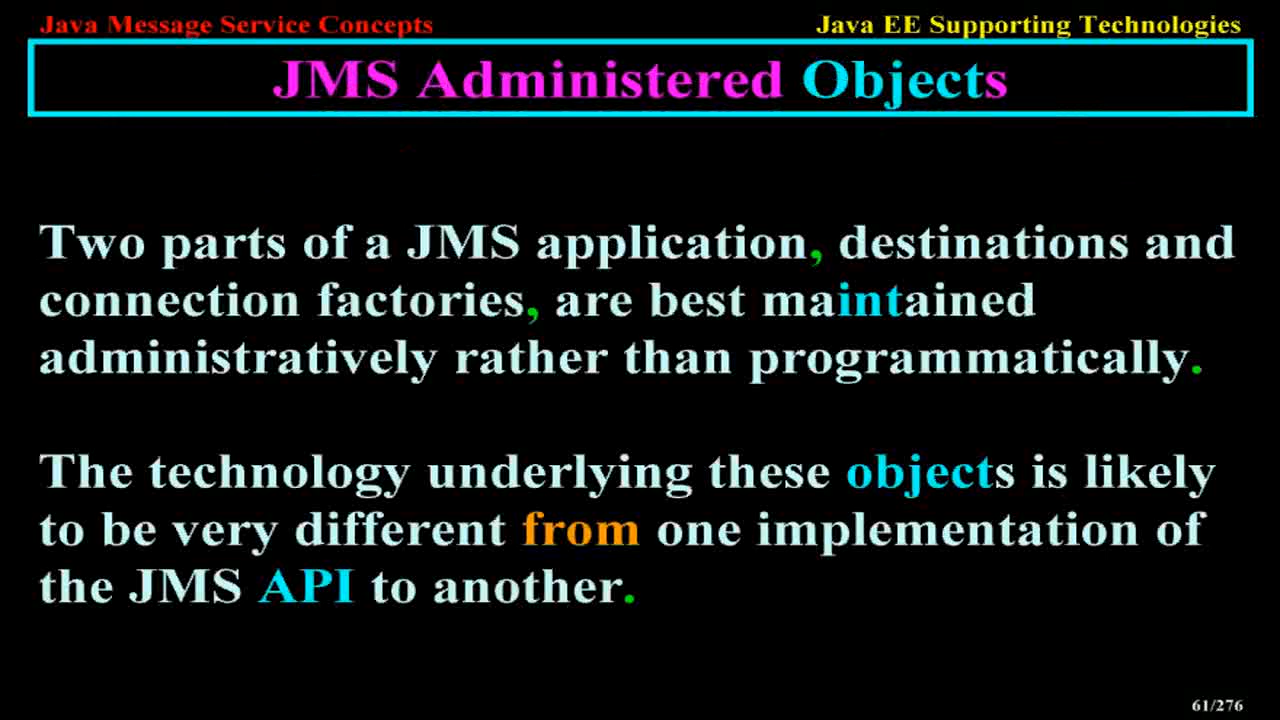 Java Message Service Concepts
Java EE Supporting Technologies
JMS Administered Objects
Two parts of a JMS application, destinations and
connection factories, are best maintained
administratively rather than programmatically.
The technology underlying these objects is likely
to be very different from one implementation of
the JMS API to another.
61/276